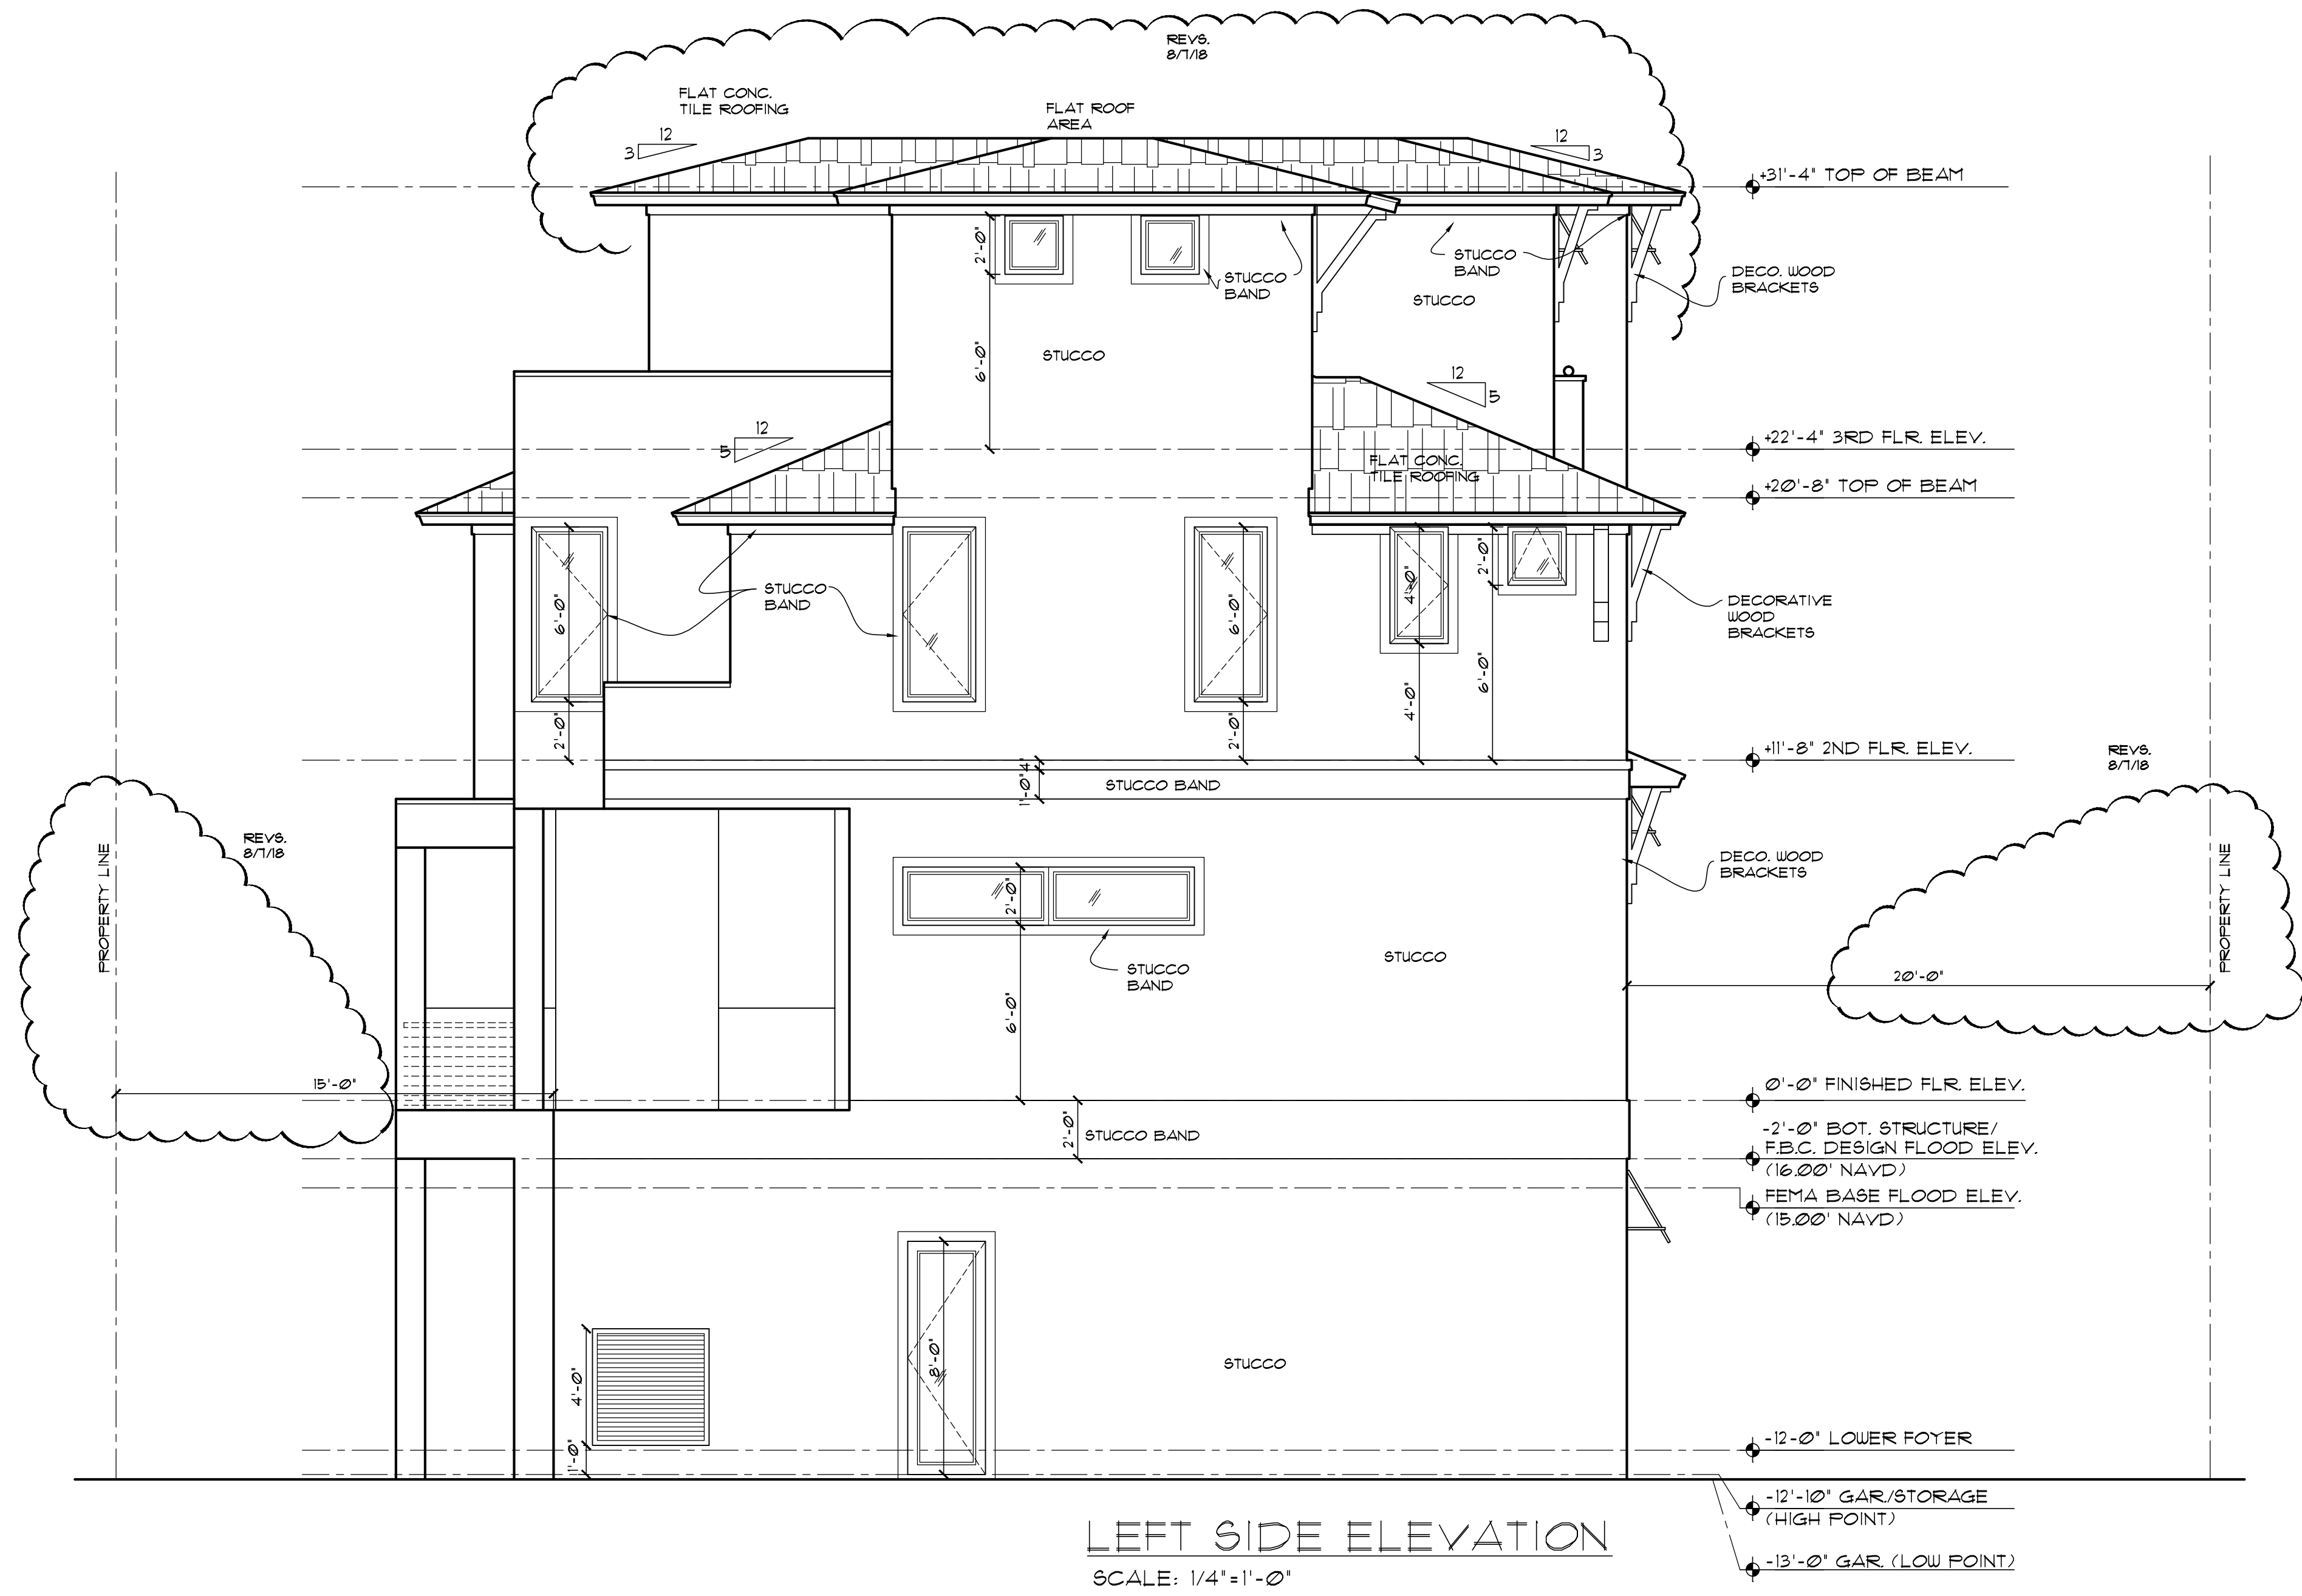 REVS.
8/7/18
FLAT CONC.
TILE ROOFING
FLAT ROOF
AREA
12
3
12
3
+31'-4" TOP OF BEAM
2'-0"
STUCCO
BAND
STUCCO
BAND
STUCCO
DECO. WOOD
BRACKETS
6'-0"
STUCCO
12
5
12
5
+22'-4" 3RD FLR. ELEV.
FLAT CONC.
TILE ROOFING
+20'-8" TOP OF BEAM
6'-0"
2'-0"
STUCCO
BAND
6'-0"
2'-0"
4'-0"
4'-0"
2'-0"
6'-0"
DECORATIVE
WOOD
BRACKETS
+11'-8" 2ND FLR. ELEV.
4"
1'-0"
STUCCO BAND
REVS.
8/7/18
REVS.
8/7/18
PROPERTY LINE
PROPERTY LINE
DECO. WOOD
BRACKETS
2'-0"
6'-0"
STUCCO
BAND
STUCCO
20'-0"
15'-0"
0'-0" FINISHED FLR. ELEV.
2'-0"
STUCCO BAND
-2'-0" BOT. STRUCTURE/
F.B.C. DESIGN FLOOD ELEV.
(16.00' NAVD)
FEMA BASE FLOOD ELEV.
(15.00' NAVD)
8'-0"
STUCCO
4'-0"
1'-0"
-12-0" LOWER FOYER
-12'-10" GAR./STORAGE
(HIGH POINT)
-13'-0" GAR. (LOW POINT)
LEFT SIDE ELEVATION
SCALE: 1/4"=1'-0"